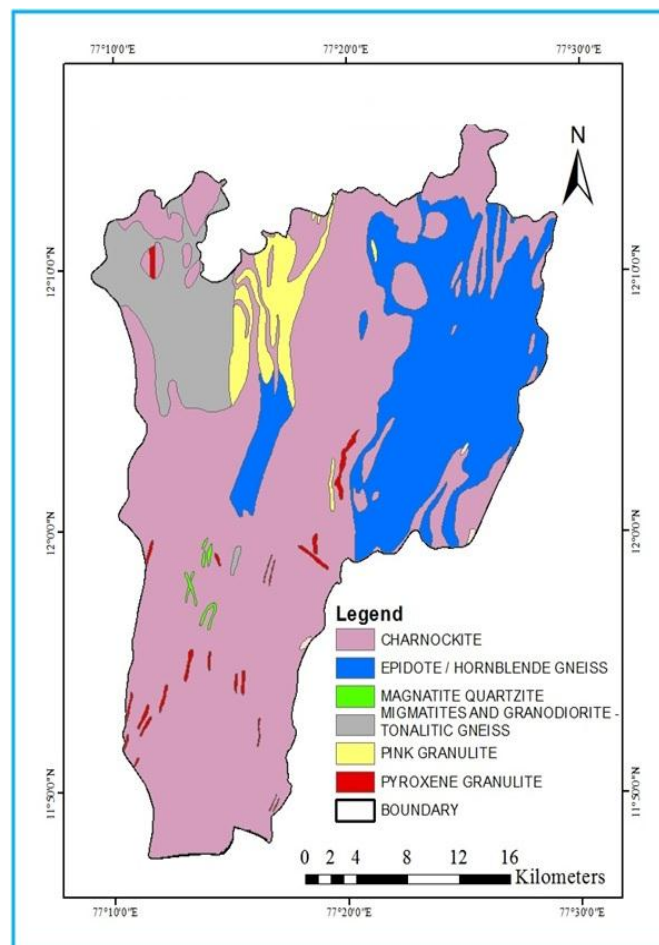 77°10'0"E 77°20'0"E 77°30'0"E
N
12°10'0"N 12°10'0"N
12°0'0"N 12°0'0"N
Legend
CHARNOCKITE
EPIDOTE / HORNBLENDE GNEISS
MAGNATITE QUARTZITE
MIGMATITES AND GRANODIORITE -
TONALITIC GNEISS
PINK GRANULITE
PYROXENE GRANULITE
BOUNDARY
11°50'0"N 11°50'0"N
0 2 4 8 12 16
Kilometers
77°10'0"E 77°20'0"E 77°30'0"E